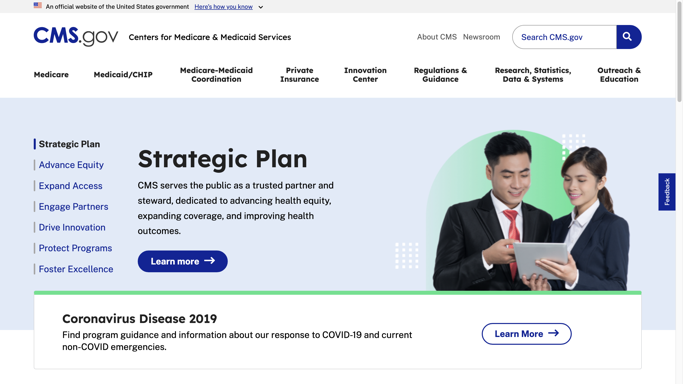 An official website of the United States government Here's how you know
CMS.gov Centers for Medicare & Medicaid Services
About CMS Newsroom
Search CMS.gov
Medicare
Medicaid/CHIP
Medicare-Medicaid
Coordination
Private
Insurance
Innovation
Center
Regulations &
Guidance
Research, Statistics,
Data & Systems
Outreach &
Education
Strategic Plan
Advance Equity
Expand Access
Engage Partners
Drive Innovation
Protect Programs
Foster Excellence
Strategic Plan
CMS serves the public as a trusted partner and
steward, dedicated to advancing health equity,
expanding coverage, and improving health
outcomes.
Learn more
Feedback
Coronavirus Disease 2019
Find program guidance and information about our response to COVID-19 and current
non-COVID emergencies.
Learn More